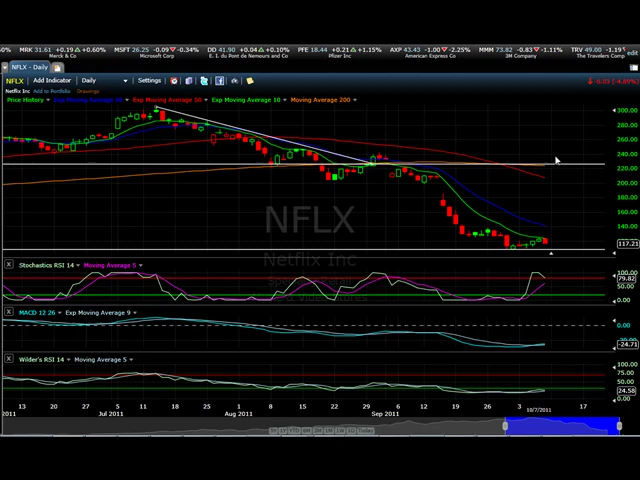 0% MRK 31.61 +0.19 +0.60% MSFT 26.25 -0.09 -0.34% DD 41.90 +0.04 +0.10% PFE 18.44 +0.21 +1.15% AXP 43.43 -1.00 -2.25% MMM 73.82 -0.83 -1.11% TRV 49.00 -1.19
Merck & Co Microsoft Corp E. I. du Pont de Nemours and Co Pfizer Inc American Express Co 3M Company The Travelers Comp
edit
NFLX - Daily
NFLX Add Indicator Daily Settings
Netflix Inc Add to Portfolio Drawings
Price History Exp Moving Average 50 Exp Moving Average 10 Moving Average 200
300.00
280.00
260.00
240.00
220.00
200.00
180.00
140.00
117.21
NFLX
Netflix Inc
Stochastics RSI 14 Moving Average 5
100.00
79.82
50.00
0.00
MACD 12 26 Exp Moving Average 9
0.00
-24.71
Wilder's RSI 14 Moving Average 5
100.00
75.00
50.00
24.58
0.00
13 20 27 5 11 18 25 8 15 22 29 6 12 19 26 3 10/7/2011 17
2011 Jul 2011 Aug 2011 Sep 2011